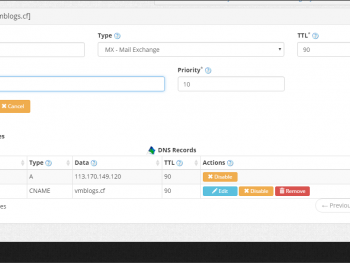 mblogs.cf]
Type TTL*
MX - Mail Exchange 90
Priority*
10
Cancel
es
DNS Records
Type Data TTL Actions
A 113.170.149.120 90 Disable
CNAME vmblogs.cf 90 Edit Disable Remove
es ← Previou